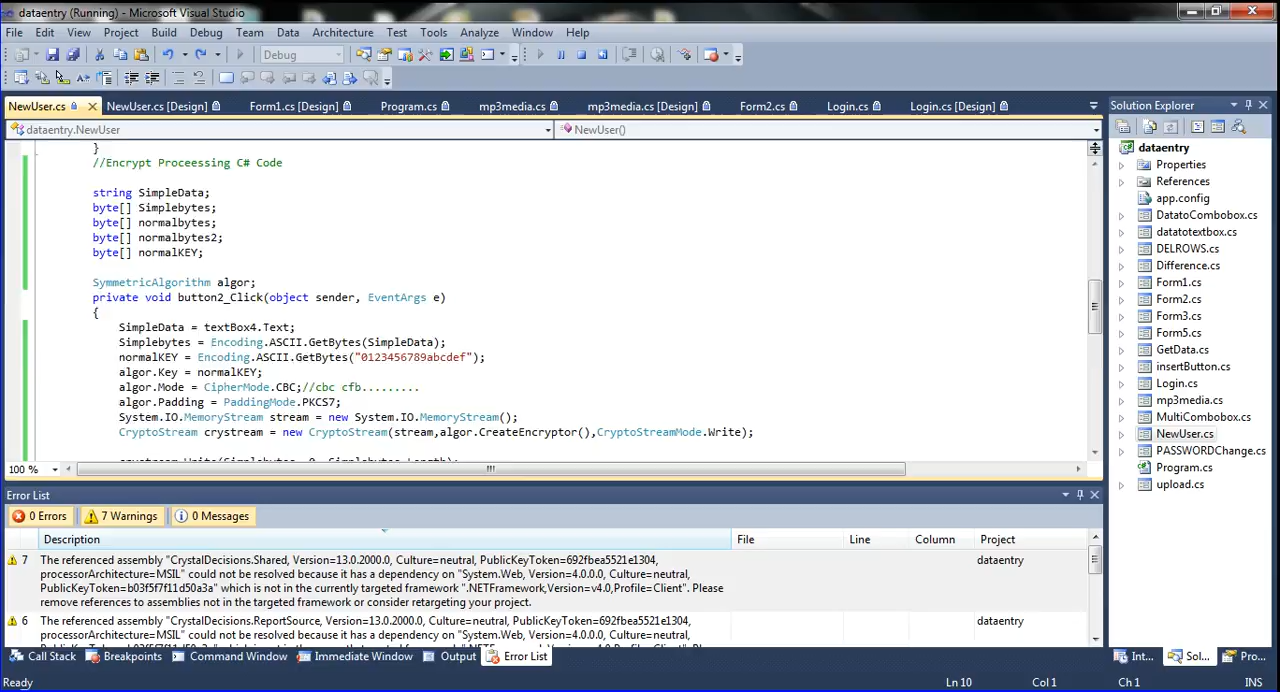 dataentry (Running) - Microsoft Visual Studio
File Edit View Project Build Debug Team Data Architecture Test Tools Analyze Window Help
Debug
NewUser.cs NewUser.cs [Design] Form1.cs [Design] Program.cs mp3media.cs mp3media.cs [Design] Form2.cs Login.cs Login.cs [Design]
dataentry.NewUser NewUser()
}
//Encrypt Proceessing C# Code
string SimpleData;
byte[] Simplebytes;
byte[] normalbytes;
byte[] normalbytes2;
byte[] normalKEY;
SymmetricAlgorithm algor;
private void button2_Click(object sender, EventArgs e)
{
SimpleData = textBox4.Text;
Simplebytes = Encoding.ASCII.GetBytes(SimpleData);
normalKEY = Encoding.ASCII.GetBytes("0123456789abcdef");
algor.Key = normalKEY;
algor.Mode = CipherMode.CBC;//cbc cfb.........
algor.Padding = PaddingMode.PKCS7;
System.IO.MemoryStream stream = new System.IO.MemoryStream();
CryptoStream crystream = new CryptoStream(stream,algor.CreateEncryptor(),CryptoStreamMode.Write);
100 %
Solution Explorer
dataentry
Properties
References
app.config
DatatoCombobox.cs
datatotextbox.cs
DELROWS.cs
Difference.cs
Form1.cs
Form2.cs
Form3.cs
Form5.cs
GetData.cs
insertButton.cs
Login.cs
mp3media.cs
MultiCombobox.cs
NewUser.cs
PASSWORDChange.cs
Program.cs
upload.cs
Error List
0 Errors 7 Warnings 0 Messages
Description File Line Column Project
7 The referenced assembly "CrystalDecisions.Shared, Version=13.0.2000.0, Culture=neutral, PublicKeyToken=692fbea5521e1304, dataentry
processorArchitecture=MSIL" could not be resolved because it has a dependency on "System.Web, Version=4.0.0.0, Culture=neutral,
PublicKeyToken=b03f5f7f11d50a3a" which is not in the currently targeted framework ".NETFramework,Version=v4.0,Profile=Client". Please
remove references to assemblies not in the targeted framework or consider retargeting your project.
6 The referenced assembly "CrystalDecisions.ReportSource, Version=13.0.2000.0, Culture=neutral, PublicKeyToken=692fbea5521e1304, dataentry
processorArchitecture=MSIL" could not be resolved because it has a dependency on "System.Web, Version=4.0.0.0, Culture=neutral,
Call Stack Breakpoints Command Window Immediate Window Output Error List Int... Sol... Pro...
Ready Ln 10 Col 1 Ch 1 INS